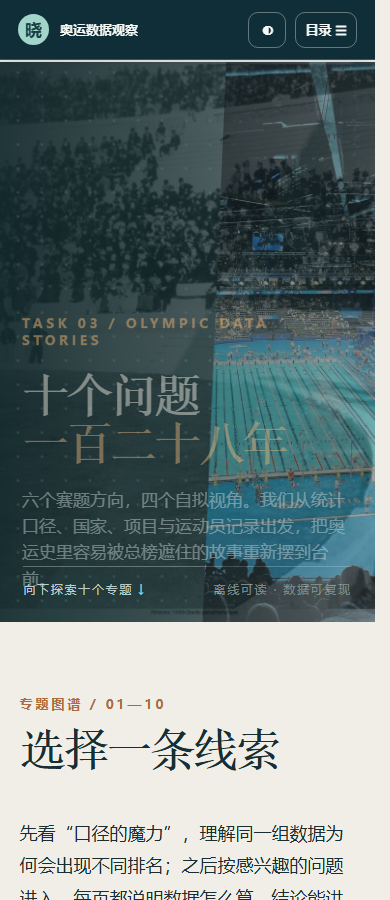 晓 奥运数据观察 目录
TASK 03 / OLYMPIC DATA
STORIES
十个问题
一百二十八年
六个赛题方向，四个自拟视角。我们从统计
口径、国家、项目与运动员记录出发，把奥
运史里容易被总榜遮住的故事重新摆到台
前。
向下探索十个专题 ↓ 离线可读 · 数据可复现
专题图谱 / 01—10
选择一条线索
先看“口径的魔力”，理解同一组数据为
何会出现不同排名；之后按感兴趣的问题
进入。每页都说明数据怎么算、结论能讲